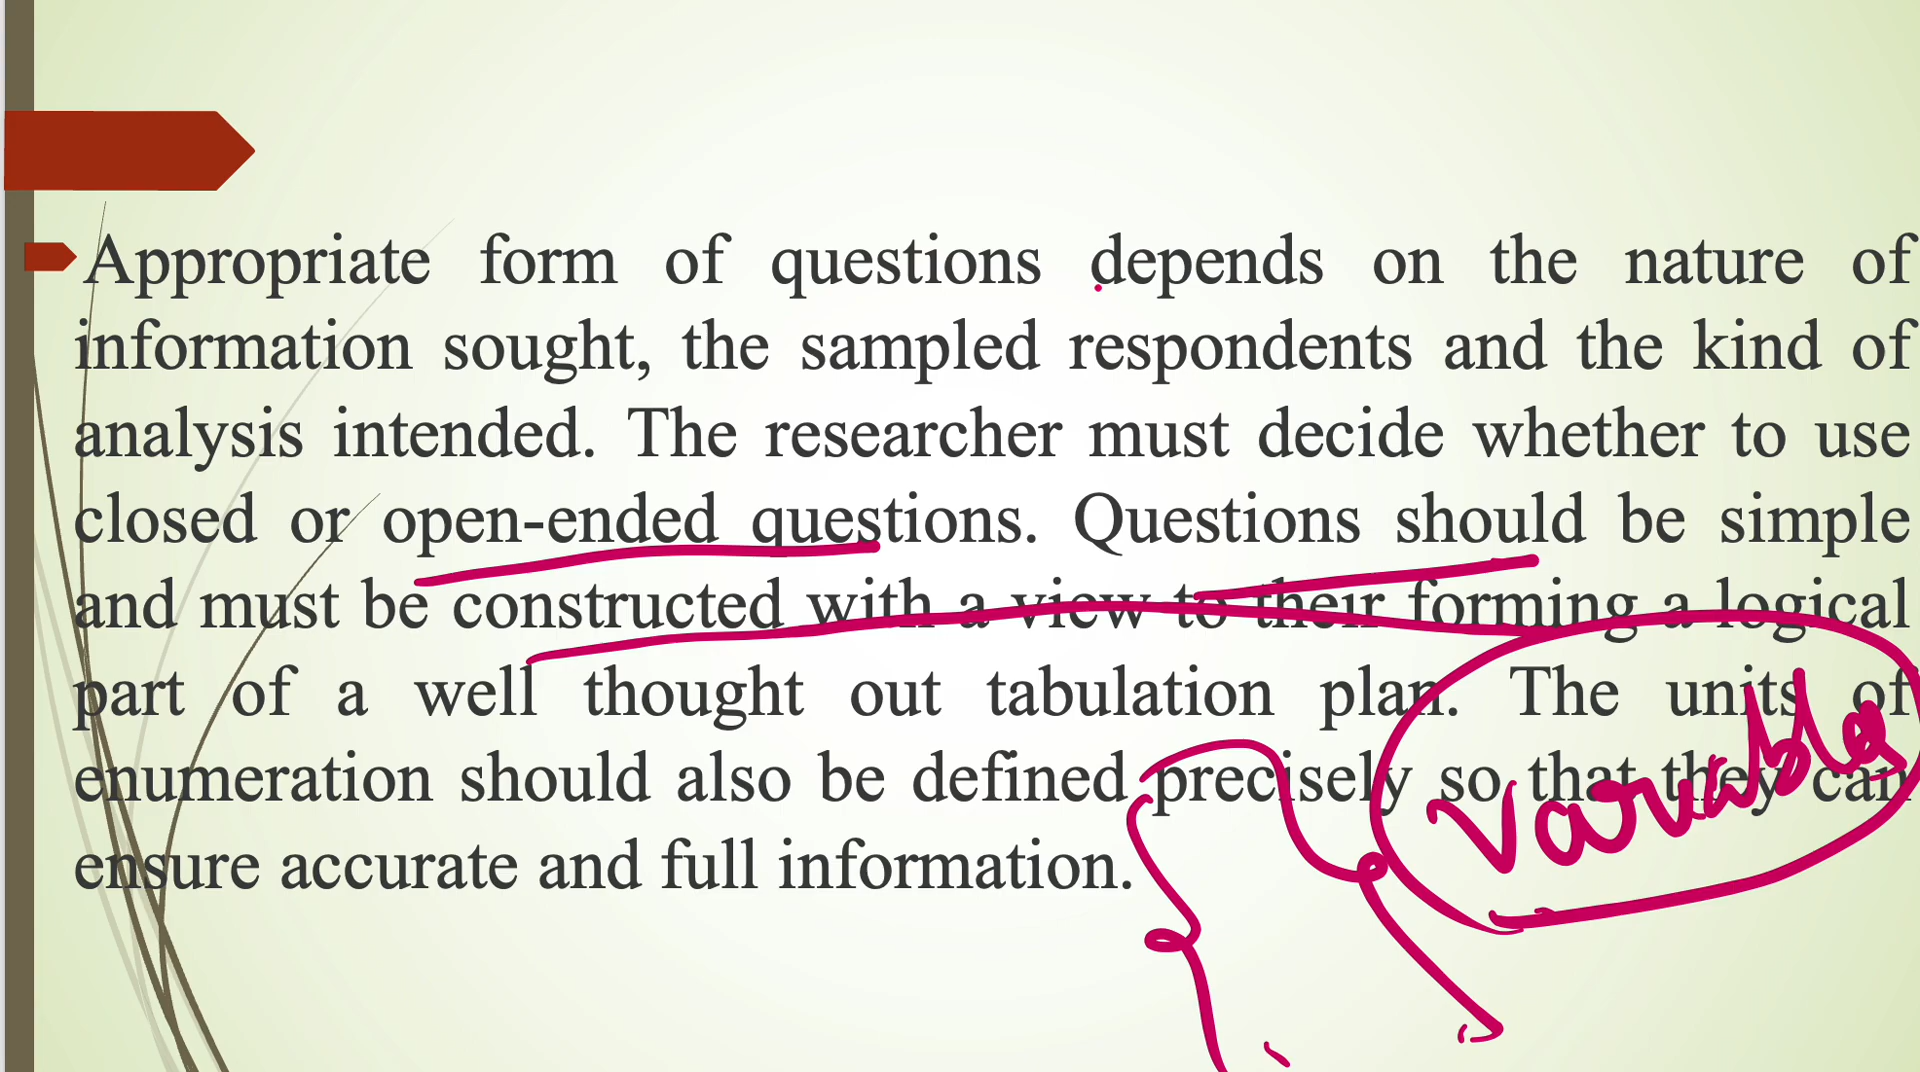 Appropriate form of questions depends on the nature of
information sought, the sampled respondents and the kind of
analysis intended. The researcher must decide whether to use
closed or open-ended questions. Questions should be simple
and must be constructed with a view to their forming a logical
part of a well thought out tabulation plan. The units of
enumeration should also be defined precisely so that they can
ensure accurate and full information.
Variable